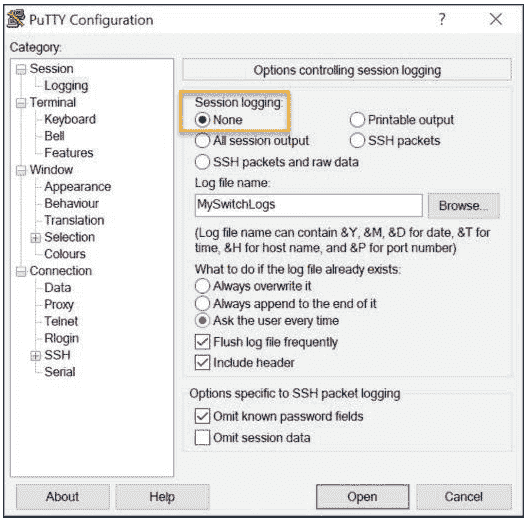 PuTTY Configuration
?
Category:
Session
Logging
Terminal
Keyboard
Bell
Features
Window
Appearance
Behaviour
Translation
Selection
Colours
Connection
Data
Proxy
Telnet
Rlogin
SSH
Serial
Options controlling session logging
Session logging:
None
Printable output
All session output
SSH packets
SSH packets and raw data
Log file name:
MySwitchLogs
Browse...
(Log file name can contain &Y, &M, &D for date, &T for
time, &H for host name, and &P for port number)
What to do if the log file already exists:
Always overwrite it
Always append to the end of it
Ask the user every time
Flush log file frequently
Include header
Options specific to SSH packet logging
Omit known password fields
Omit session data
About
Help
Open
Cancel